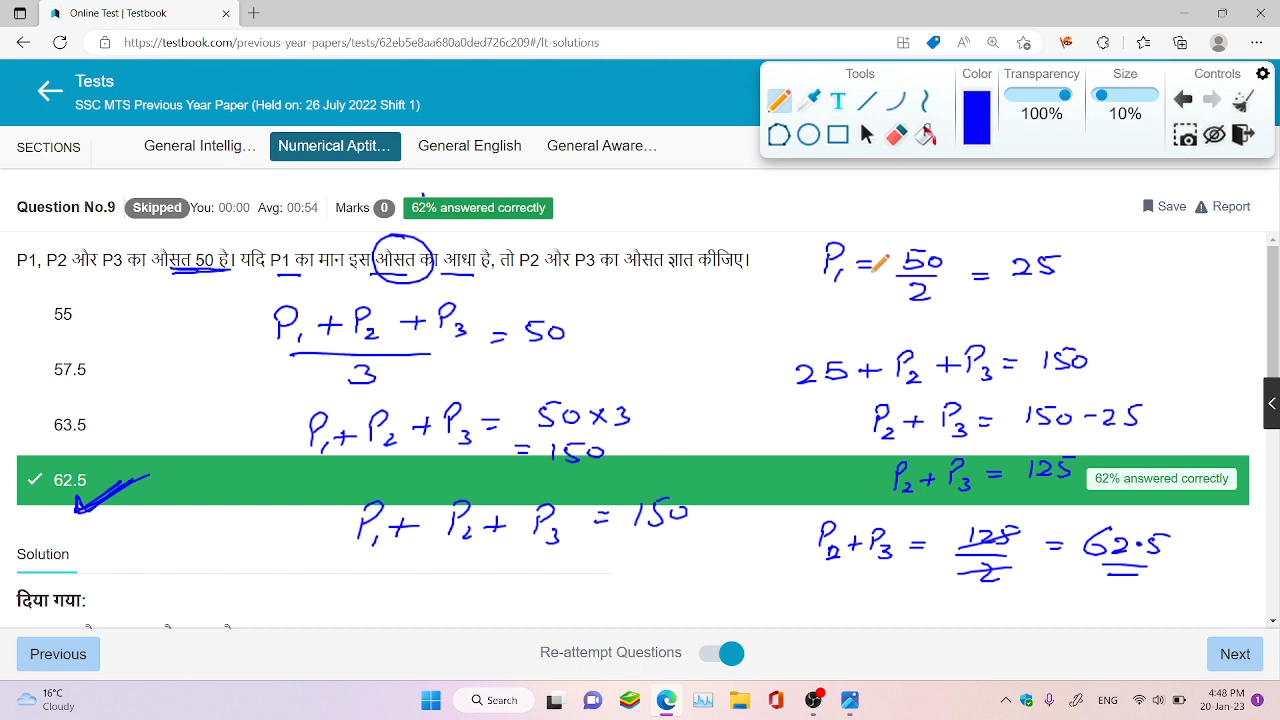 Online Test | Testbook
https://testbook.com/previous-year-papers/tests/62eb5e8aa680a0ded726c209#/lt-solutions
Tests
SSC MTS Previous Year Paper (Held on: 26 July 2022 Shift 1)
Tools
Color
Transparency
Size
Controls
100%
10%
SECTIONS
General Intellig...
Numerical Aptit...
General English
General Aware...
Question No.9
Skipped
You: 00:00
Avg: 00:54
Marks 0
62% answered correctly
Save
Report
P1, P2 और P3 का औसत 50 है। यदि P1 का मान इस औसत का आधा है, तो P2 और P3 का औसत ज्ञात कीजिए।
P₁ = 50/2 = 25
55
(P₁ + P₂ + P₃)/3 = 50
57.5
25 + P₂ + P₃ = 150
63.5
P₁ + P₂ + P₃ = 50 × 3
= 150
P₂ + P₃ = 150 - 25
62.5
P₂ + P₃ = 125
62% answered correctly
P₁ + P₂ + P₃ = 150
P₂ + P₃ = 125/2 = 62.5
Solution
दिया गया:
Previous
Re-attempt Questions
Next
16°C
Cloudy
Search
ENG
4:48 PM
20-Jan-23
1